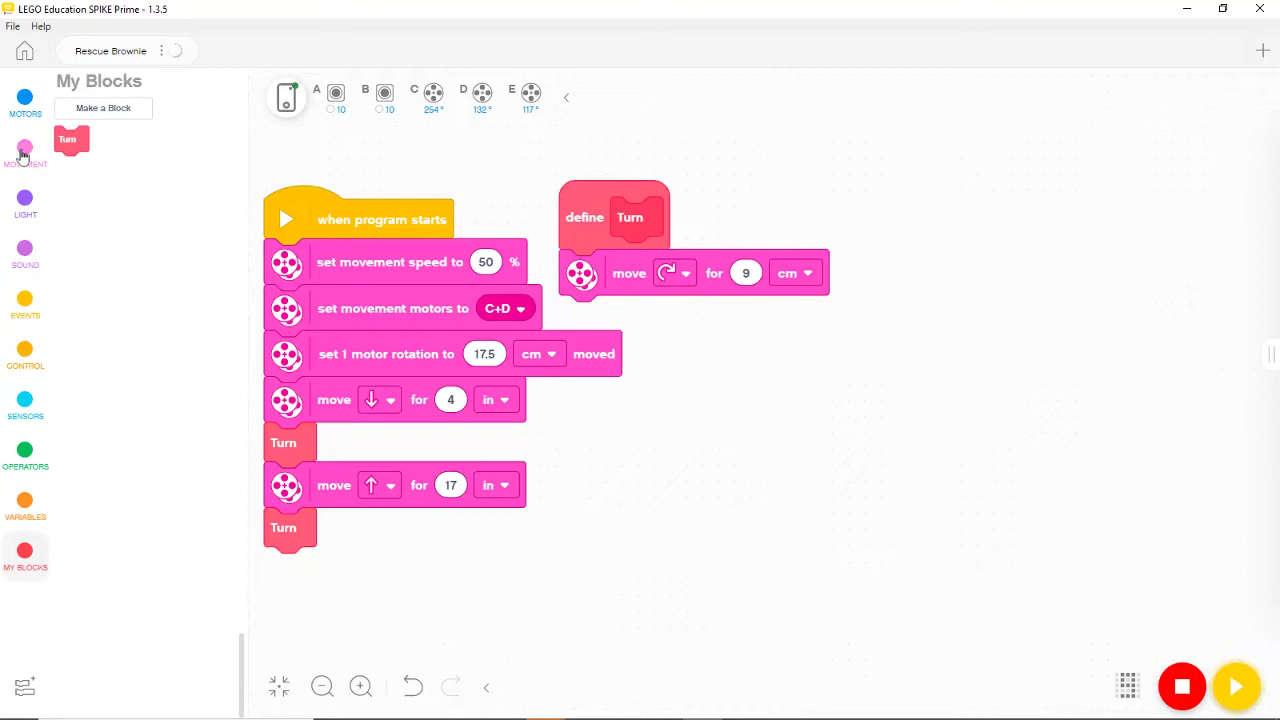 LEGO Education SPIKE Prime - 1.3.5
File Help
Rescue Brownie
My Blocks
Make a Block
Turn
MOTORS
MOVEMENT
LIGHT
SOUND
EVENTS
CONTROL
SENSORS
OPERATORS
VARIABLES
MY BLOCKS
A B C D E
10 10 254° 132° 117°
when program starts
set movement speed to 50 %
set movement motors to C+D
set 1 motor rotation to 17.5 cm moved
move for 4 in
Turn
move for 17 in
Turn
define Turn
move for 9 cm